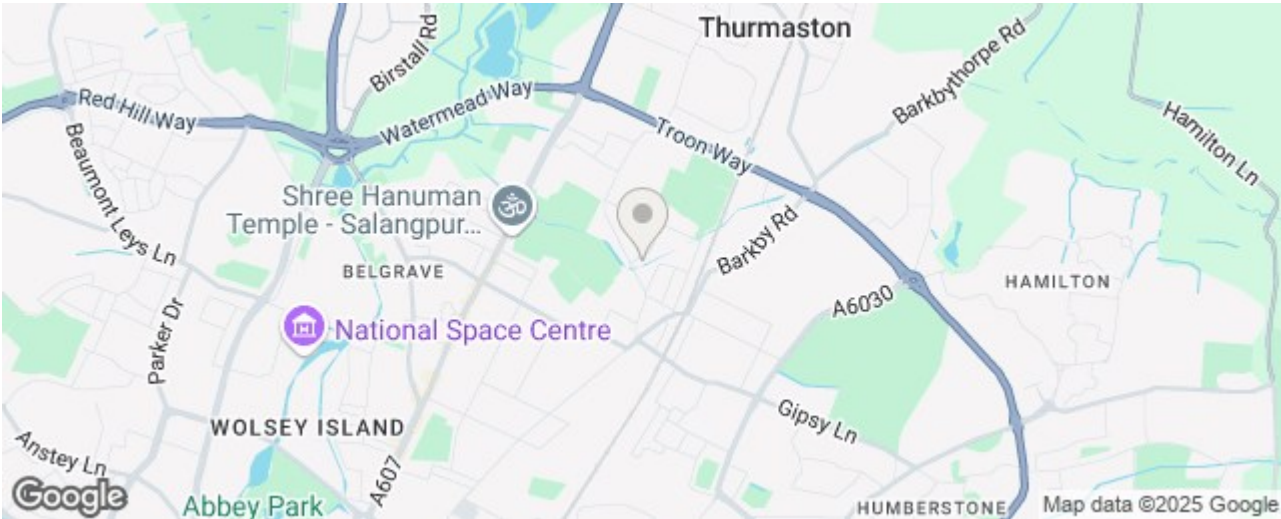 Thurmaston
Birstall Rd
Barkbythorpe Rd
Red Hill Way
Watermead Way
Hamilton Ln
Troon Way
Beaumont Leys Ln
Shree Hanuman
Temple - Salangpur...
Barkby Rd
BELGRAVE
HAMILTON
A6030
National Space Centre
Parker Dr
Gipsy Ln
WOLSEY ISLAND
Anstey Ln
A607
Google
Abbey Park
HUMBERSTONE
Map data ©2025 Google